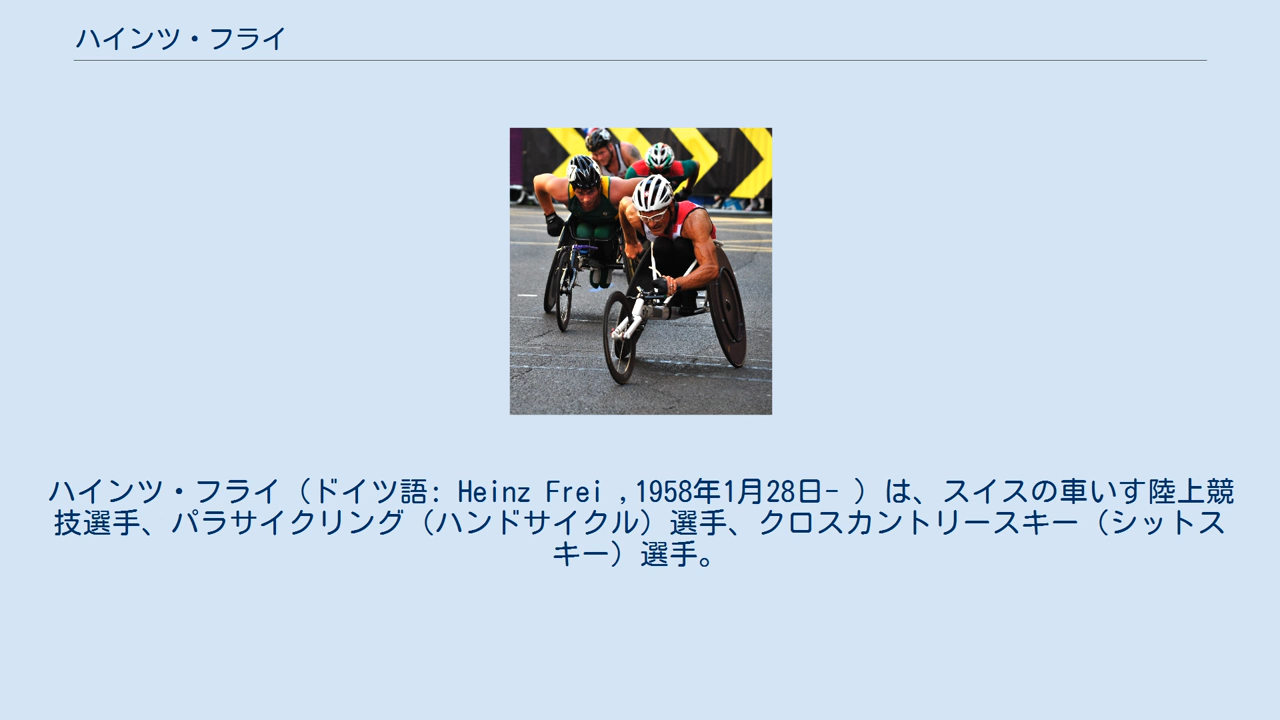 ハインツ・フライ
ハインツ・フライ（ドイツ語: Heinz Frei ,1958年1月28日- ）は、スイスの車いす陸上競
技選手、パラサイクリング（ハンドサイクル）選手、クロスカントリースキー（シットス
キー）選手。